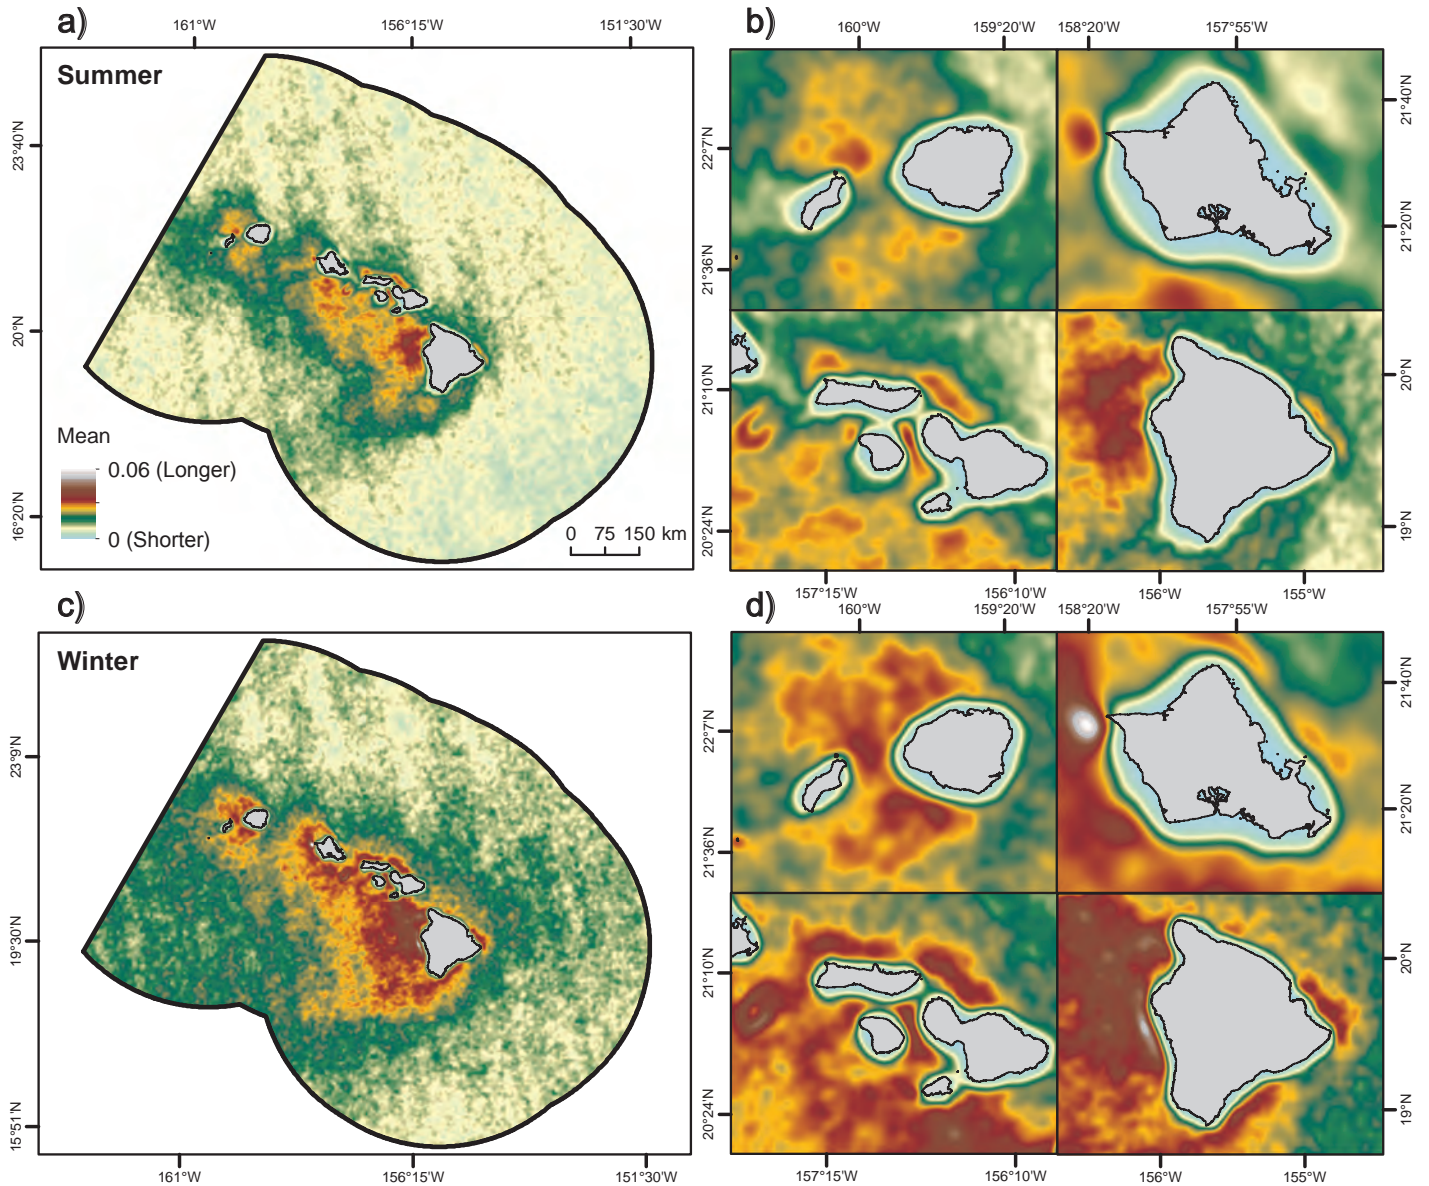 a)
161°W
156°15'W
151°30'W
Summer
23°40'N
20°N
16°20'N
Mean
0.06 (Longer)
0 (Shorter)
0 75 150 km
b)
160°W
159°20'W
158°20'W
157°55'W
22°7'N
21°36'N
21°40'N
21°20'N
21°10'N
20°24'N
20°N
19°N
157°15'W
156°10'W
156°W
155°W
c)
Winter
23°9'N
19°30'N
15°51'N
161°W
156°15'W
151°30'W
d)
160°W
159°20'W
158°20'W
157°55'W
22°7'N
21°36'N
21°40'N
21°20'N
21°10'N
20°24'N
20°N
19°N
157°15'W
156°10'W
156°W
155°W